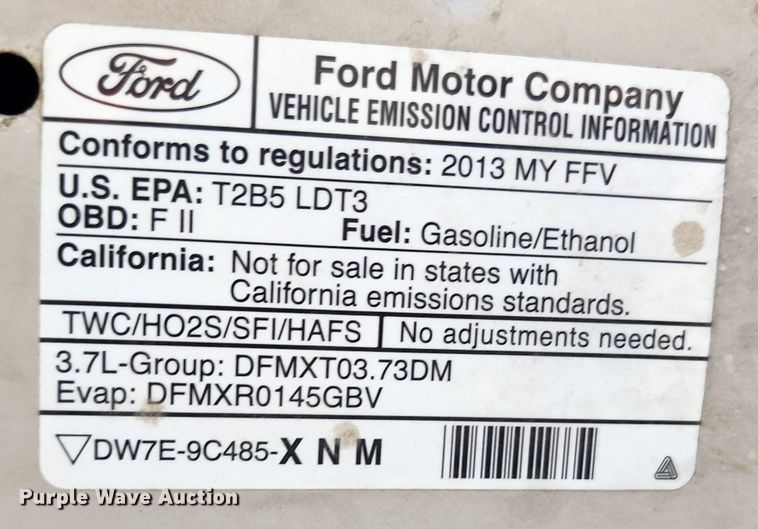 Ford
Ford Motor Company
VEHICLE EMISSION CONTROL INFORMATION
Conforms to regulations: 2013 MY FFV
U.S. EPA: T2B5 LDT3
OBD: F II Fuel: Gasoline/Ethanol
California: Not for sale in states with
California emissions standards.
TWC/HO2S/SFI/HAFS No adjustments needed.
3.7L-Group: DFMXT03.73DM
Evap: DFMXR0145GBV
▽DW7E-9C485-X N M
Purple Wave Auction